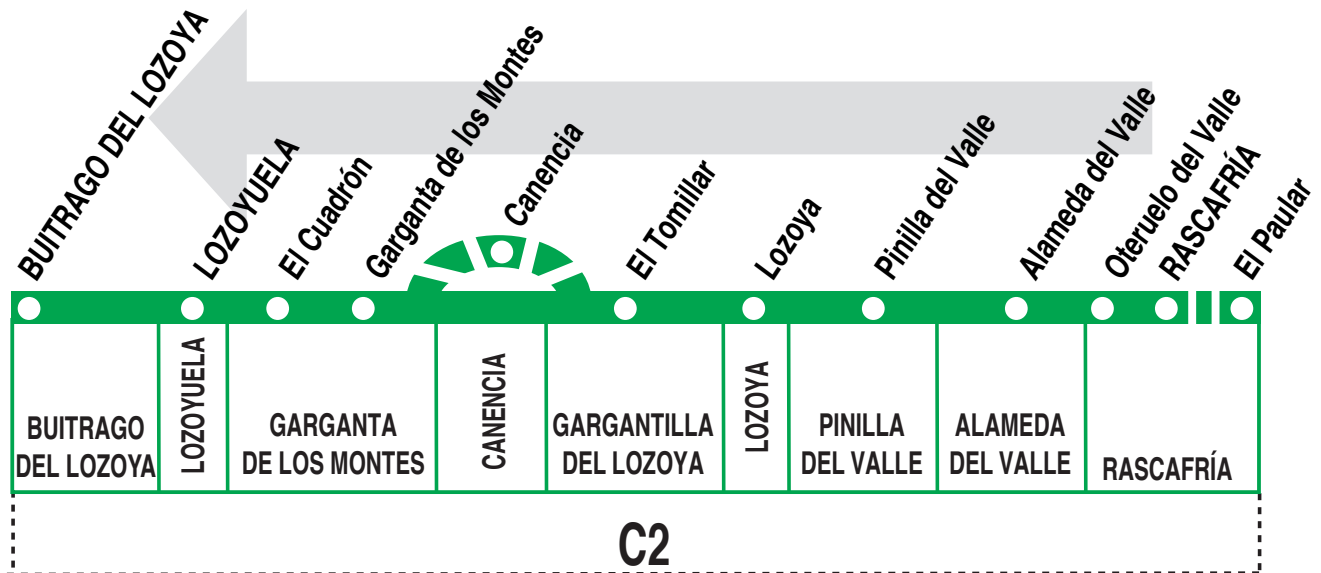 BUITRAGO DEL LOZOYA
LOZOYUELA
El Cuadrón
Garganta de los Montes
Canencia
El Tomillar
Lozoya
Pinilla del Valle
Alameda del Valle
Oteruelo del Valle
RASCAFRÍA
El Paular
BUITRAGO
DEL LOZOYA
LOZOYUELA
GARGANTA
DE LOS MONTES
CANENCIA
GARGANTILLA
DEL LOZOYA
LOZOYA
PINILLA
DEL VALLE
ALAMEDA
DEL VALLE
RASCAFRÍA
C2